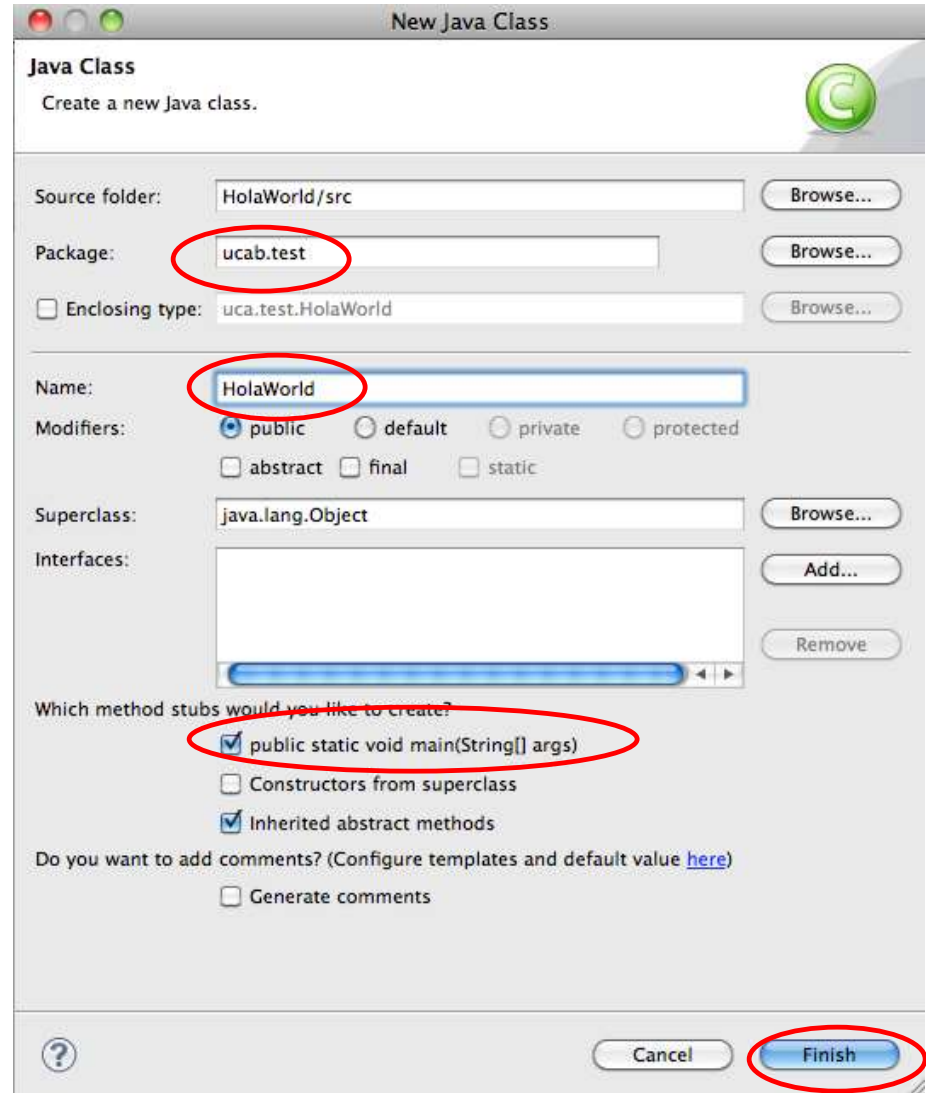 New Java Class
Java Class
Create a new Java class.
Source folder: HolaWorld/src Browse...
Package: ucab.test Browse...
Enclosing type: uca.test.HolaWorld Browse...
Name: HolaWorld
Modifiers: public default private protected
abstract final static
Superclass: java.lang.Object Browse...
Interfaces: Add...
Remove
Which method stubs would you like to create?
public static void main(String[] args)
Constructors from superclass
Inherited abstract methods
Do you want to add comments? (Configure templates and default value here)
Generate comments
? Cancel Finish